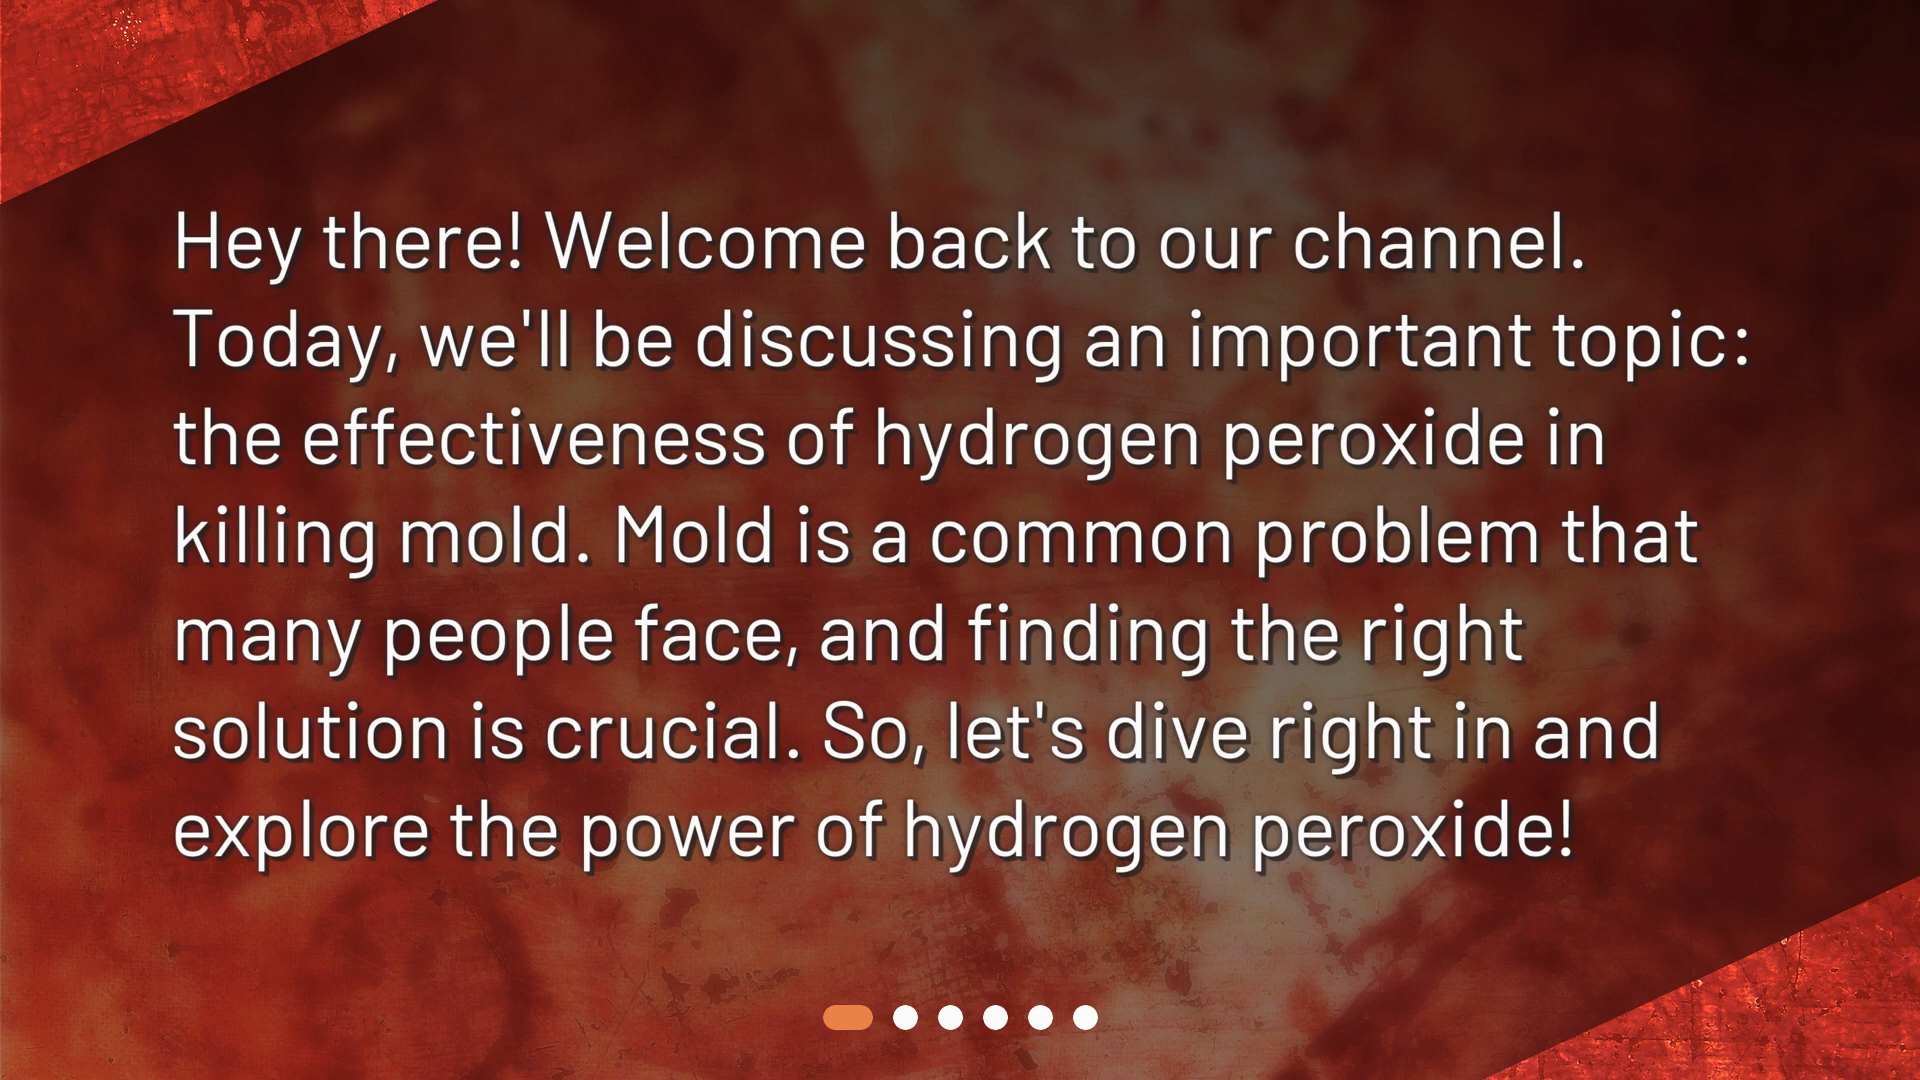 Hey there! Welcome back to our channel.
Today, we'll be discussing an important topic:
the effectiveness of hydrogen peroxide in
killing mold. Mold is a common problem that
many people face, and finding the right
solution is crucial. So, let's dive right in and
explore the power of hydrogen peroxide!